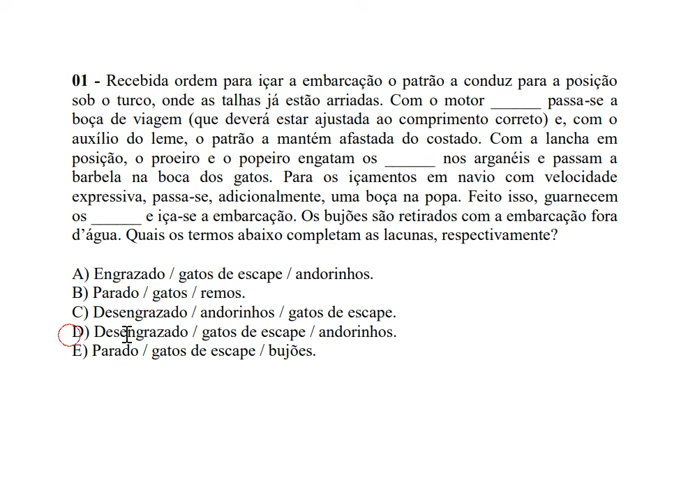 01 - Recebida ordem para içar a embarcação o patrão a conduz para a posição
sob o turco, onde as talhas já estão arriadas. Com o motor ______ passa-se a
boça de viagem (que deverá estar ajustada ao comprimento correto) e, com o
auxílio do leme, o patrão a mantém afastada do costado. Com a lancha em
posição, o proeiro e o popeiro engatam os ______ nos arganéis e passam a
barbela na boca dos gatos. Para os içamentos em navio com velocidade
expressiva, passa-se, adicionalmente, uma boça na popa. Feito isso, guarnecem
os ______ e iça-se a embarcação. Os bujões são retirados com a embarcação fora
d’água. Quais os termos abaixo completam as lacunas, respectivamente?
A) Engrazado / gatos de escape / andorinhos.
B) Parado / gatos / remos.
C) Desengrazado / andorinhos / gatos de escape.
D) Desengrazado / gatos de escape / andorinhos.
E) Parado / gatos de escape / bujões.